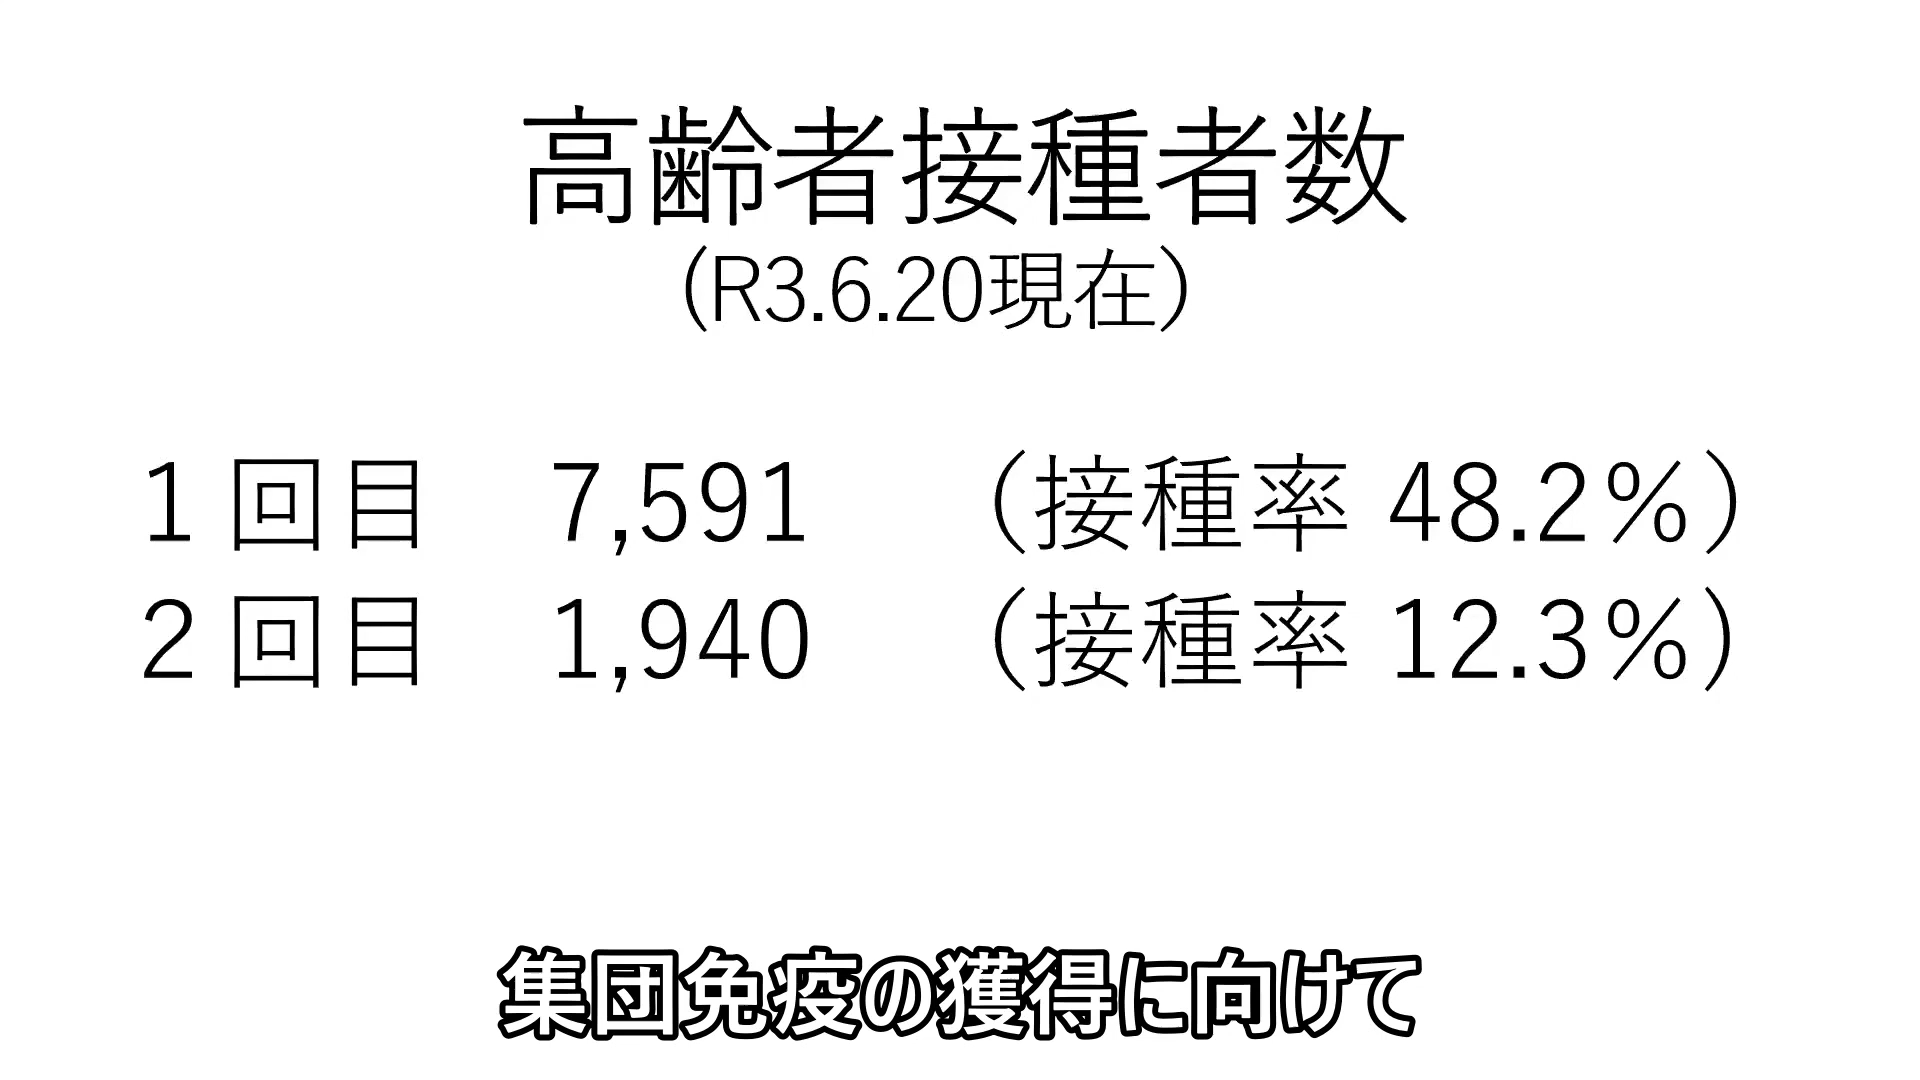 高齢者接種者数
（R3.6.20現在）
１回目　7,591　（接種率 48.2％）
２回目　1,940　（接種率 12.3％）
集団免疫の獲得に向けて